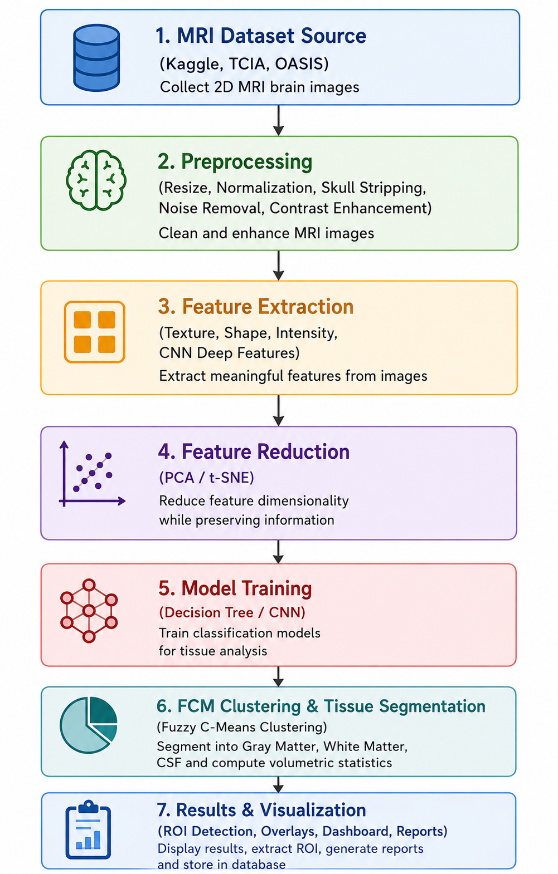 1. MRI Dataset Source
(Kaggle, TCIA, OASIS)
Collect 2D MRI brain images
2. Preprocessing
(Resize, Normalization, Skull Stripping,
Noise Removal, Contrast Enhancement)
Clean and enhance MRI images
3. Feature Extraction
(Texture, Shape, Intensity,
CNN Deep Features)
Extract meaningful features from images
4. Feature Reduction
(PCA / t-SNE)
Reduce feature dimensionality
while preserving information
5. Model Training
(Decision Tree / CNN)
Train classification models
for tissue analysis
6. FCM Clustering & Tissue Segmentation
(Fuzzy C-Means Clustering)
Segment into Gray Matter, White Matter,
CSF and compute volumetric statistics
7. Results & Visualization
(ROI Detection, Overlays, Dashboard, Reports)
Display results, extract ROI, generate reports
and store in database